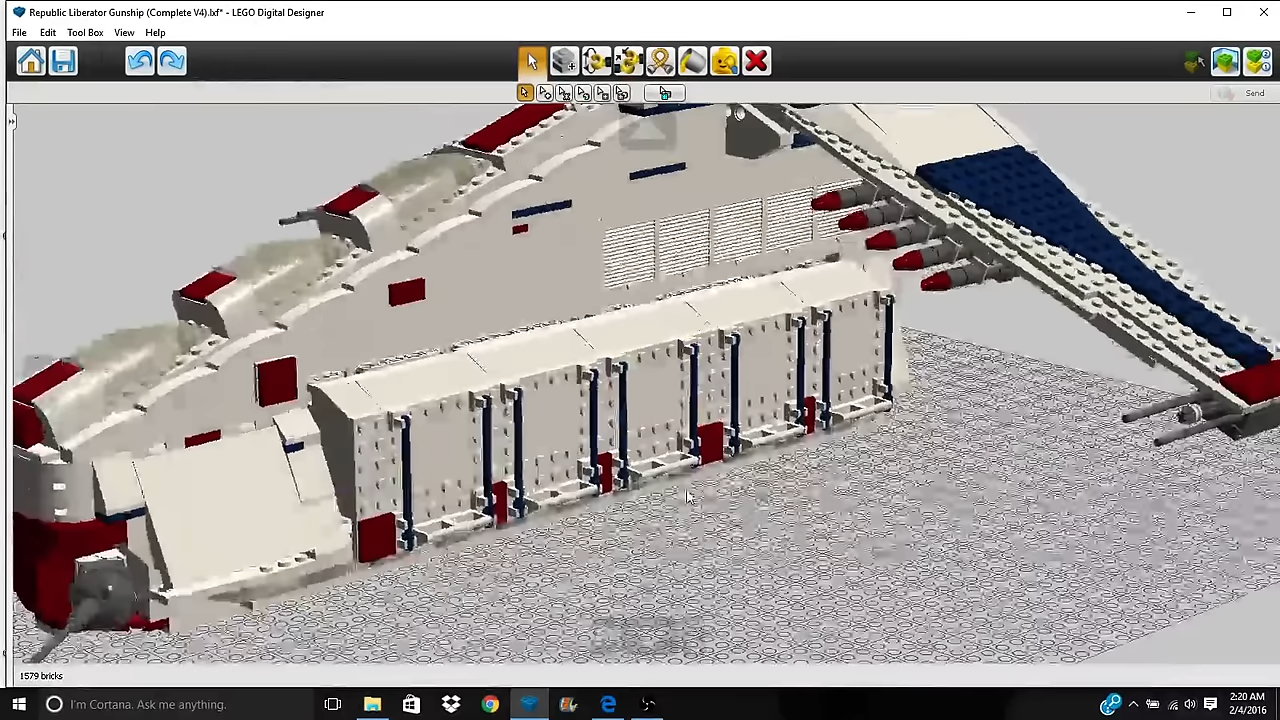 Republic Liberator Gunship (Complete V4).lxf* - LEGO Digital Designer
File Edit Tool Box View Help
Send
1579 bricks
I'm Cortana. Ask me anything.
2:20 AM
2/4/2016